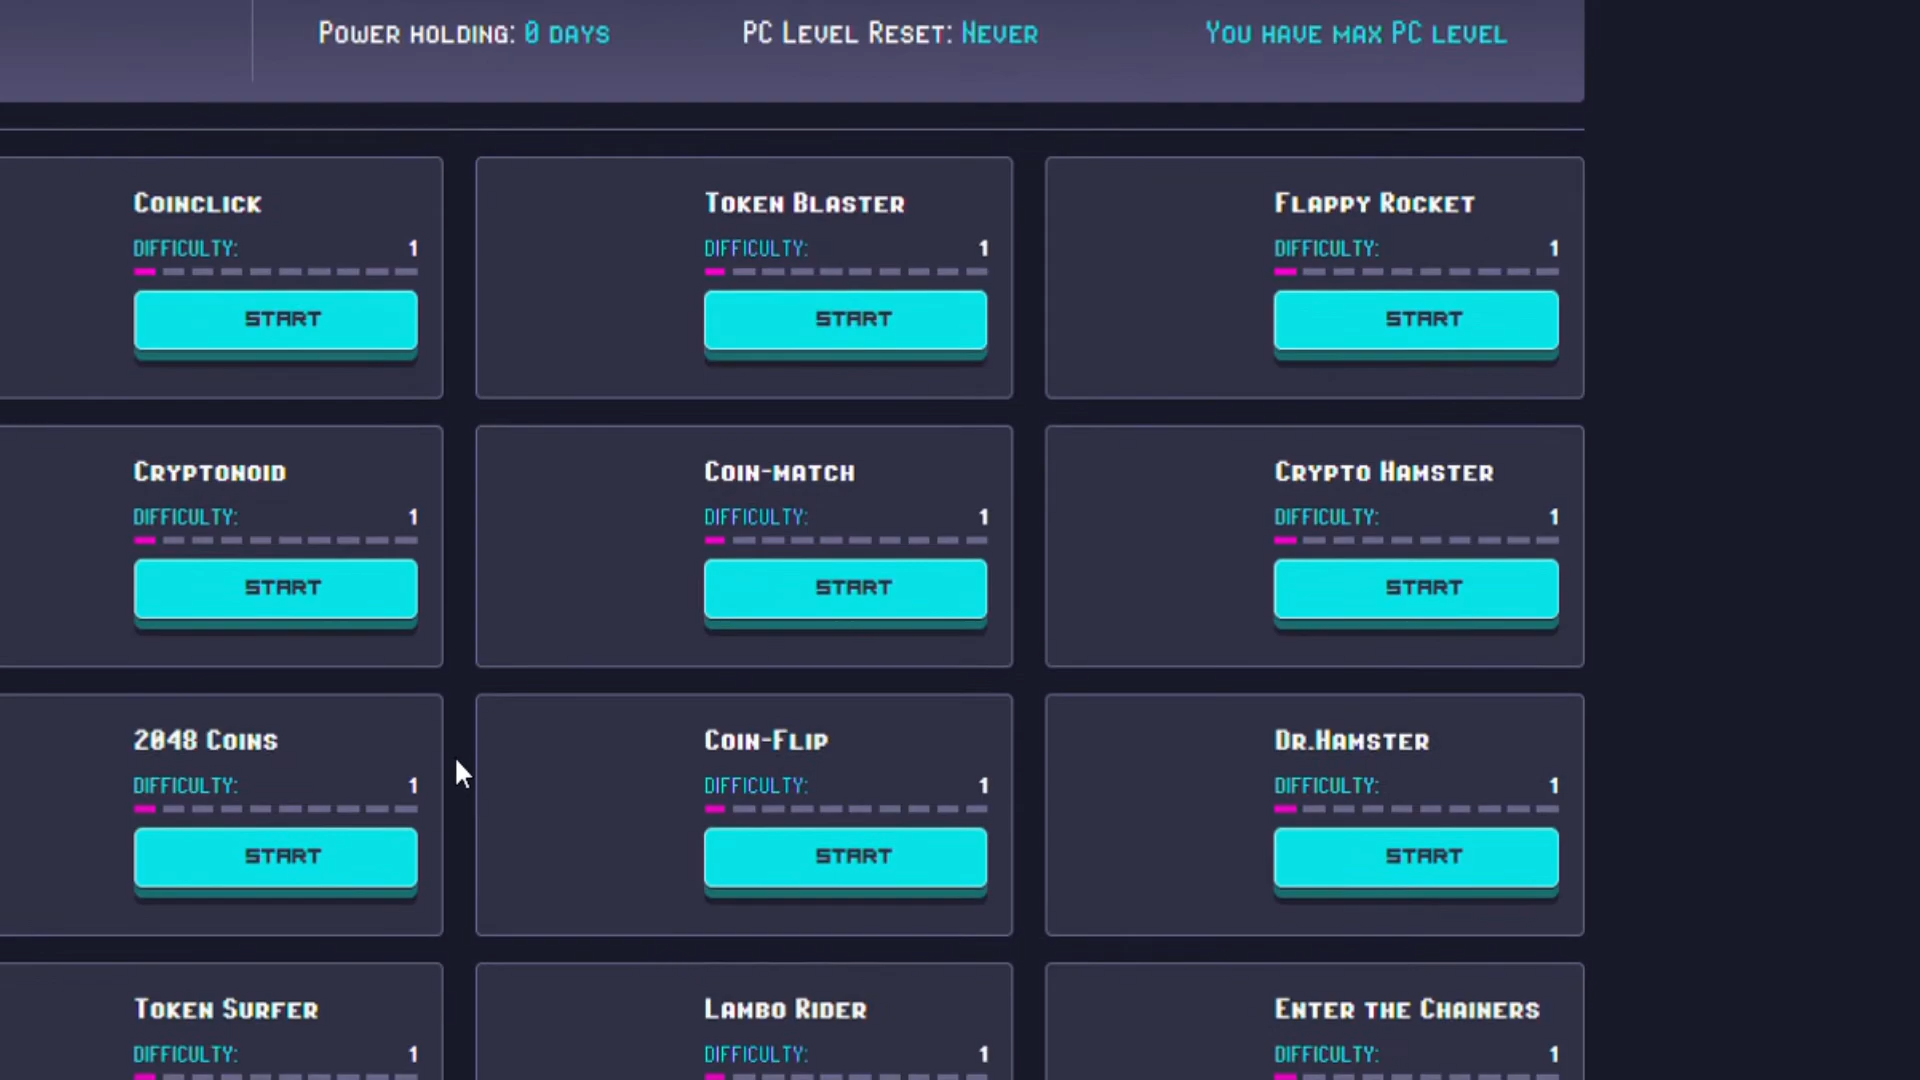 Power holding: 0 days PC Level Reset: Never You have max PC level
Coinclick Token Blaster Flappy Rocket
DIFFICULTY: 1 DIFFICULTY: 1 DIFFICULTY: 1
START START START
Cryptonoid Coin-match Crypto Hamster
DIFFICULTY: 1 DIFFICULTY: 1 DIFFICULTY: 1
START START START
2048 Coins Coin-Flip Dr.Hamster
DIFFICULTY: 1 DIFFICULTY: 1 DIFFICULTY: 1
START START START
Token Surfer Lambo Rider Enter the Chainers
DIFFICULTY: 1 DIFFICULTY: 1 DIFFICULTY: 1